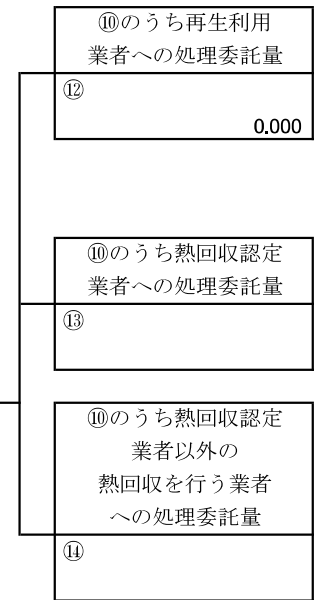 ⑩のうち再生利用
業者への処理委託量
⑫
0.000
⑩のうち熱回収認定
業者への処理委託量
⑬
⑩のうち熱回収認定
業者以外の
熱回収を行う業者
への処理委託量
⑭